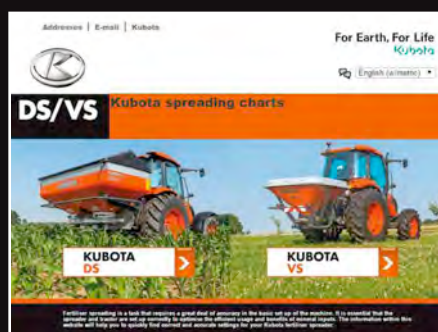 Addresses | E-mail | Kubota
For Earth, For Life
Kubota
English (all/metric)
DS/VS
Kubota spreading charts
KUBOTA
DS
KUBOTA
VS
Fertiliser spreading is a task that requires a great deal of accuracy in the basic set up of the machine. It is essential that the
spreader and tractor are set up correctly to optimise the efficient usage and benefits of mineral inputs. The information within this
website will help you to quickly find correct and accurate settings for your Kubota fertiliser spreader.